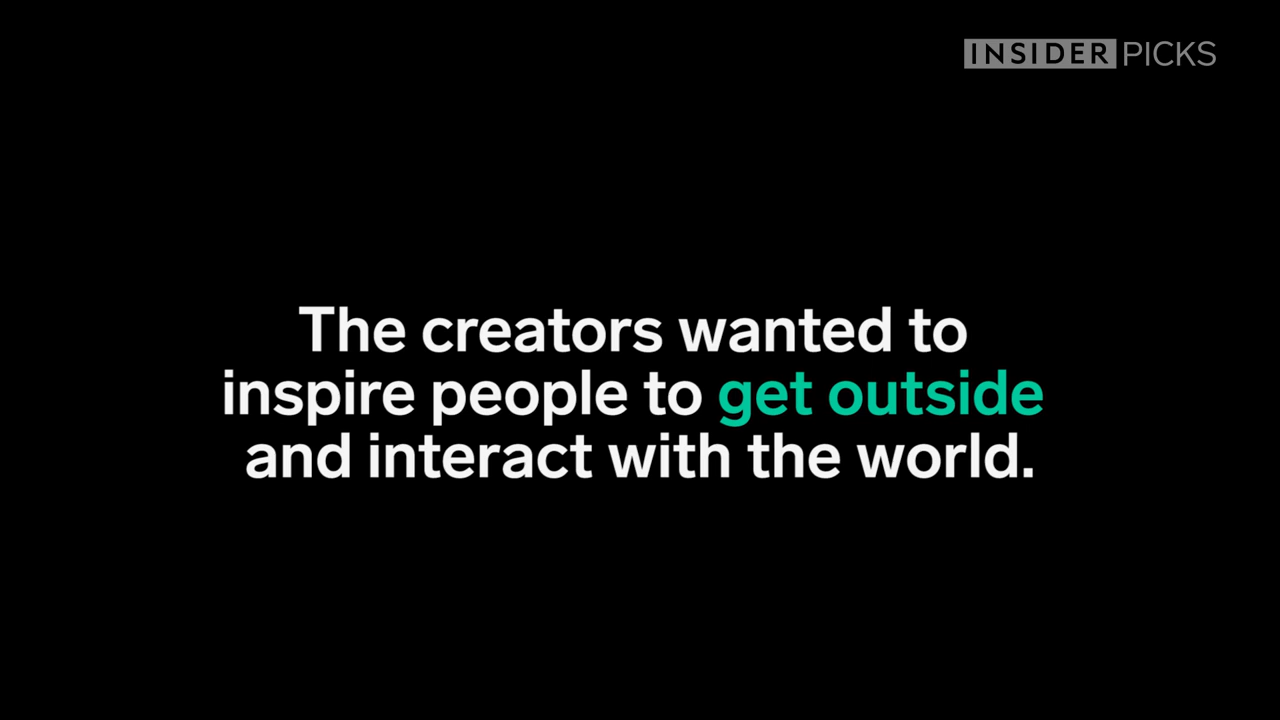 INSIDER PICKS
The creators wanted to
inspire people to get outside
and interact with the world.